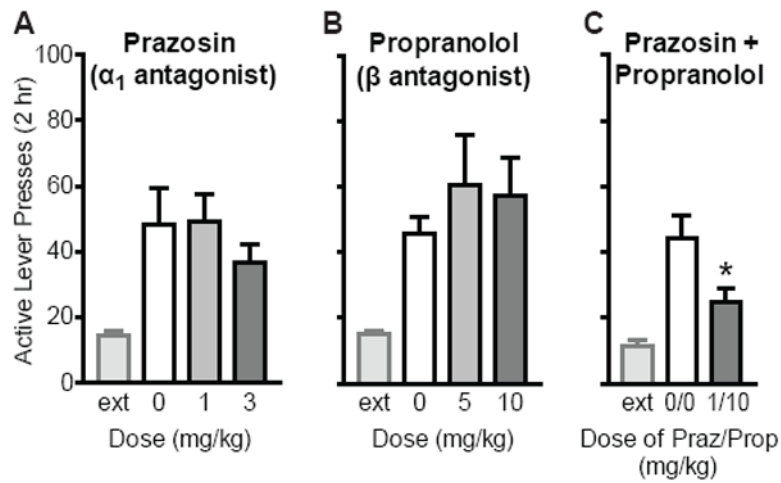 A
Prazosin
(α₁ antagonist)
B
Propranolol
(β antagonist)
C
Prazosin +
Propranolol
Active Lever Presses (2 hr)
100
80
60
40
20
0
ext 0 1 3
Dose (mg/kg)
ext 0 5 10
Dose (mg/kg)
*
ext 0/0 1/10
Dose of Praz/Prop
(mg/kg)